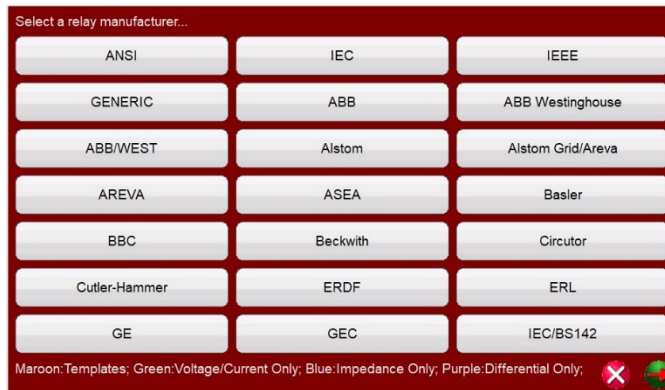 Select a relay manufacturer...
ANSI IEC IEEE
GENERIC ABB ABB Westinghouse
ABB/WEST Alstom Alstom Grid/Areva
AREVA ASEA Basler
BBC Beckwith Circutor
Cutler-Hammer ERDF ERL
GE GEC IEC/BS142
Maroon:Templates; Green:Voltage/Current Only; Blue:Impedance Only; Purple:Differential Only;